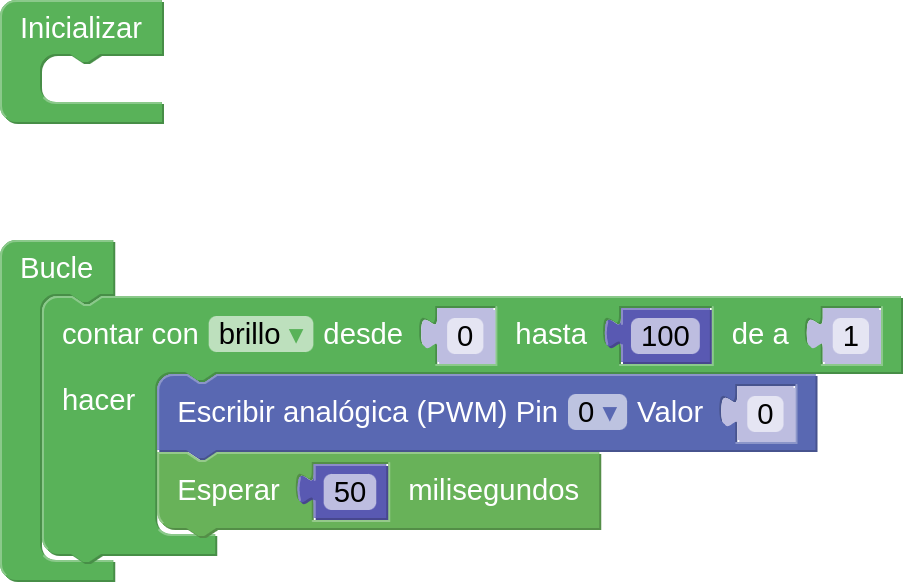 Inicializar
Bucle
contar con brillo ▾ desde 0 hasta 100 de a 1
hacer
Escribir analógica (PWM) Pin 0 ▾ Valor 0
Esperar 50 milisegundos